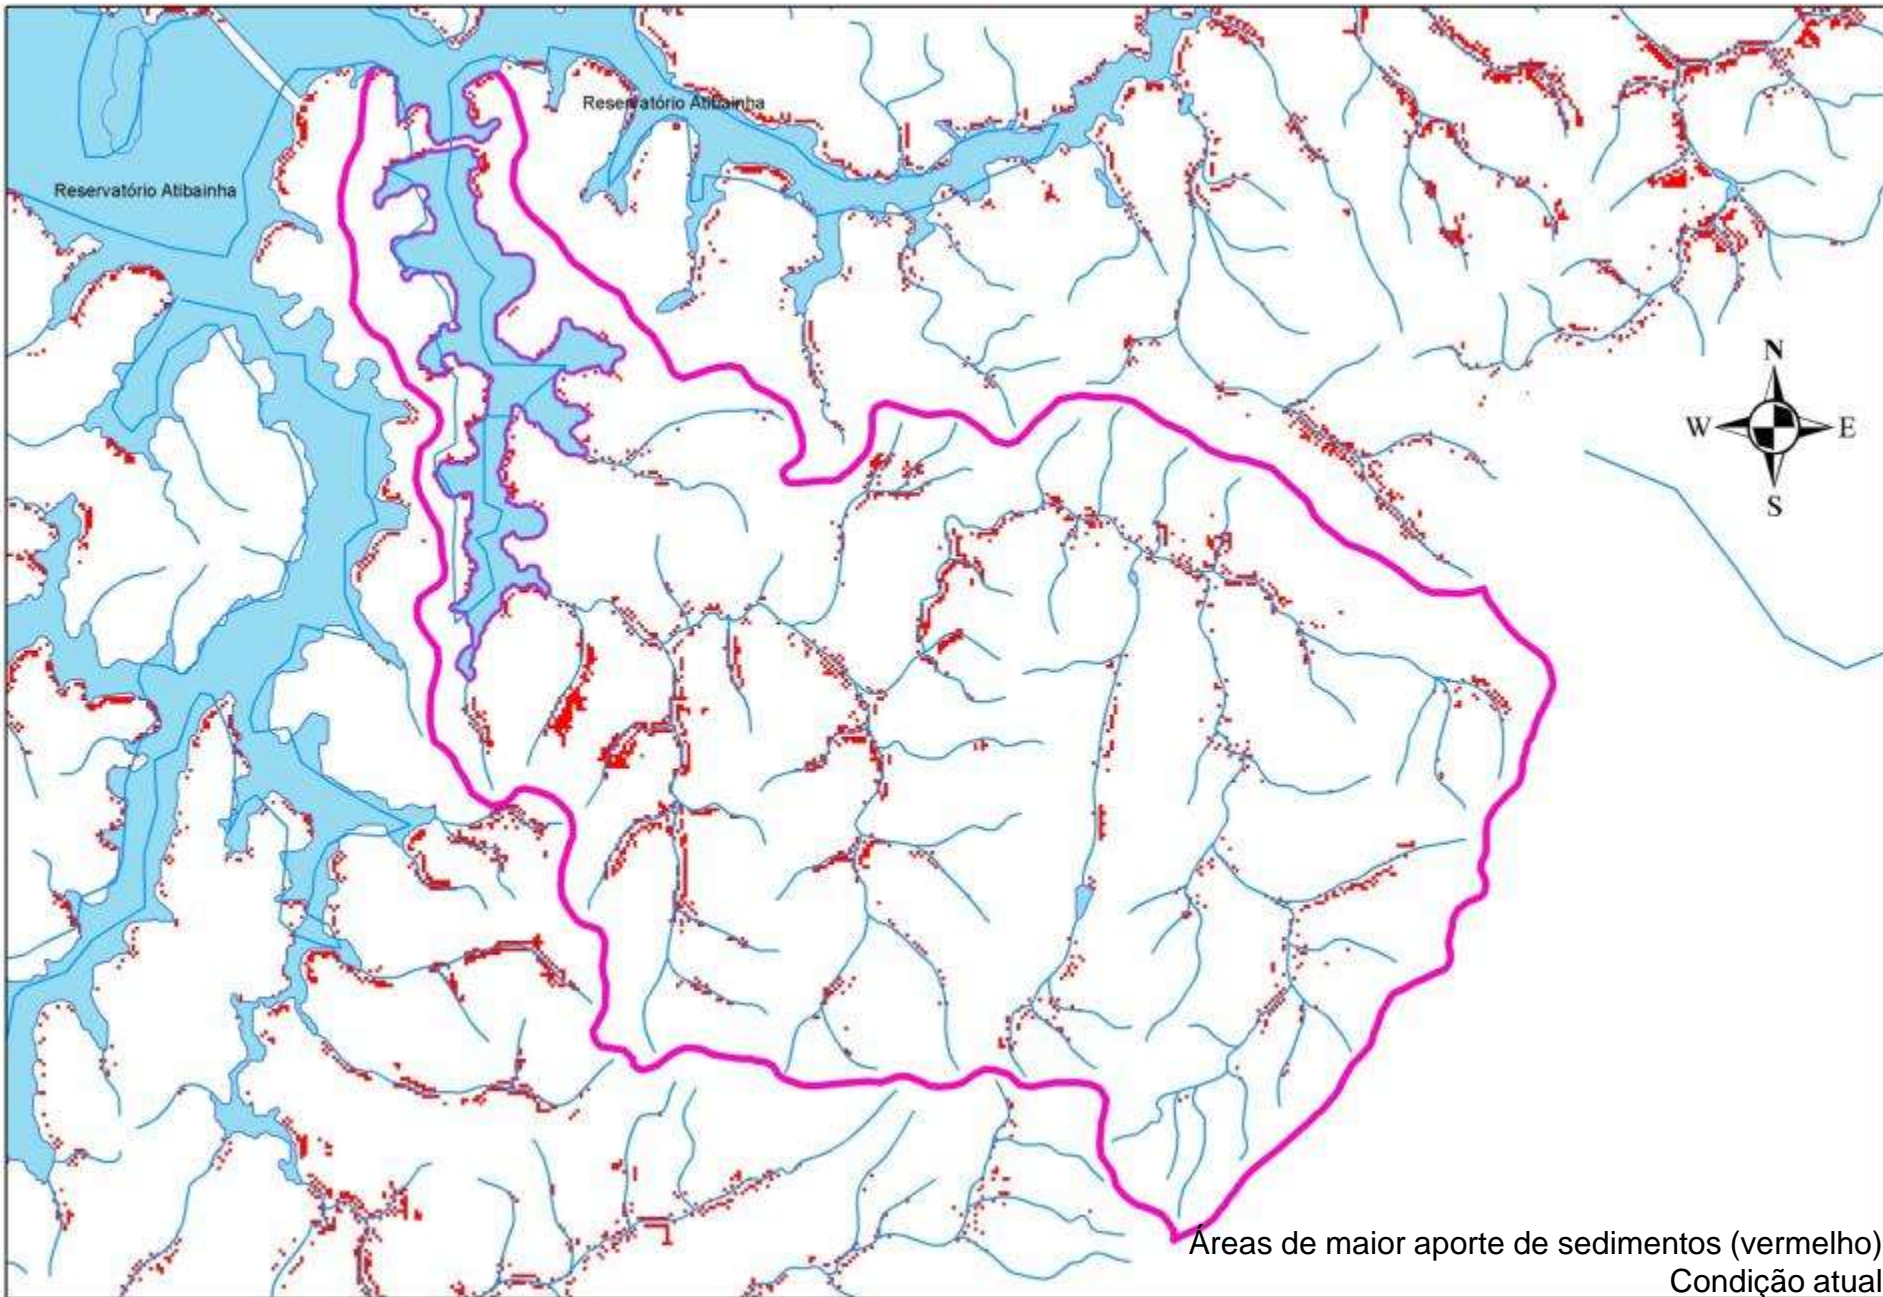 Reservatório Atibainha
Reservatório Atibainha
N
W E
S
Áreas de maior aporte de sedimentos (vermelho)
Condição atual